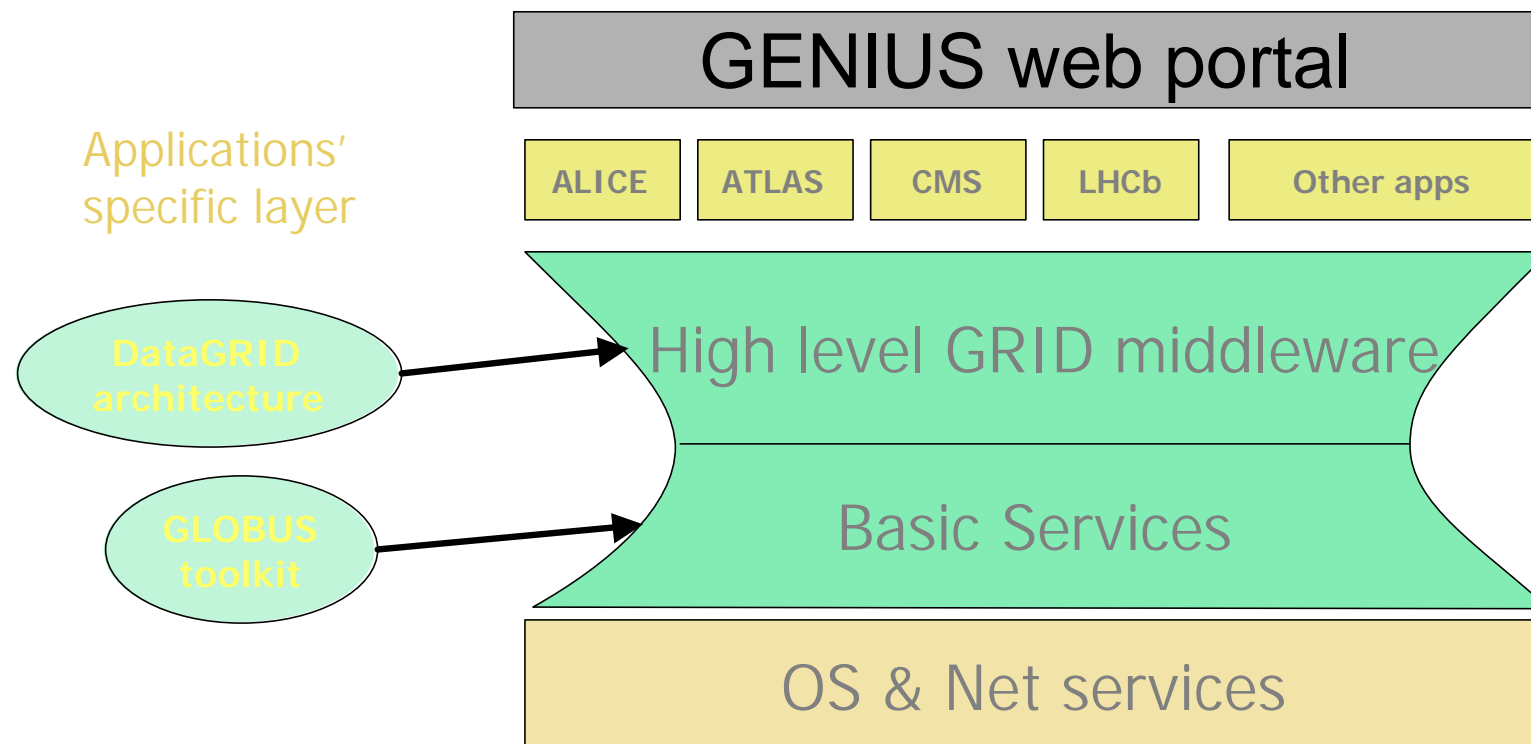 GENIUS web portal
Applications'
specific layer
ALICE
ATLAS
CMS
LHCb
Other apps
DataGRID
architecture
High level GRID middleware
GLOBUS
toolkit
Basic Services
OS & Net services